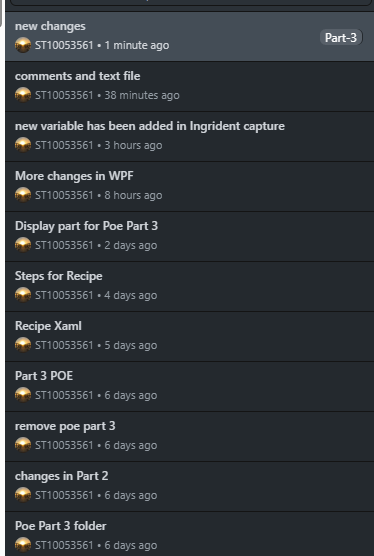 new changes
ST10053561 • 1 minute ago
Part-3
comments and text file
ST10053561 • 38 minutes ago
new variable has been added in Ingrident capture
ST10053561 • 3 hours ago
More changes in WPF
ST10053561 • 8 hours ago
Display part for Poe Part 3
ST10053561 • 2 days ago
Steps for Recipe
ST10053561 • 4 days ago
Recipe Xaml
ST10053561 • 5 days ago
Part 3 POE
ST10053561 • 6 days ago
remove poe part 3
ST10053561 • 6 days ago
changes in Part 2
ST10053561 • 6 days ago
Poe Part 3 folder
ST10053561 • 6 days ago